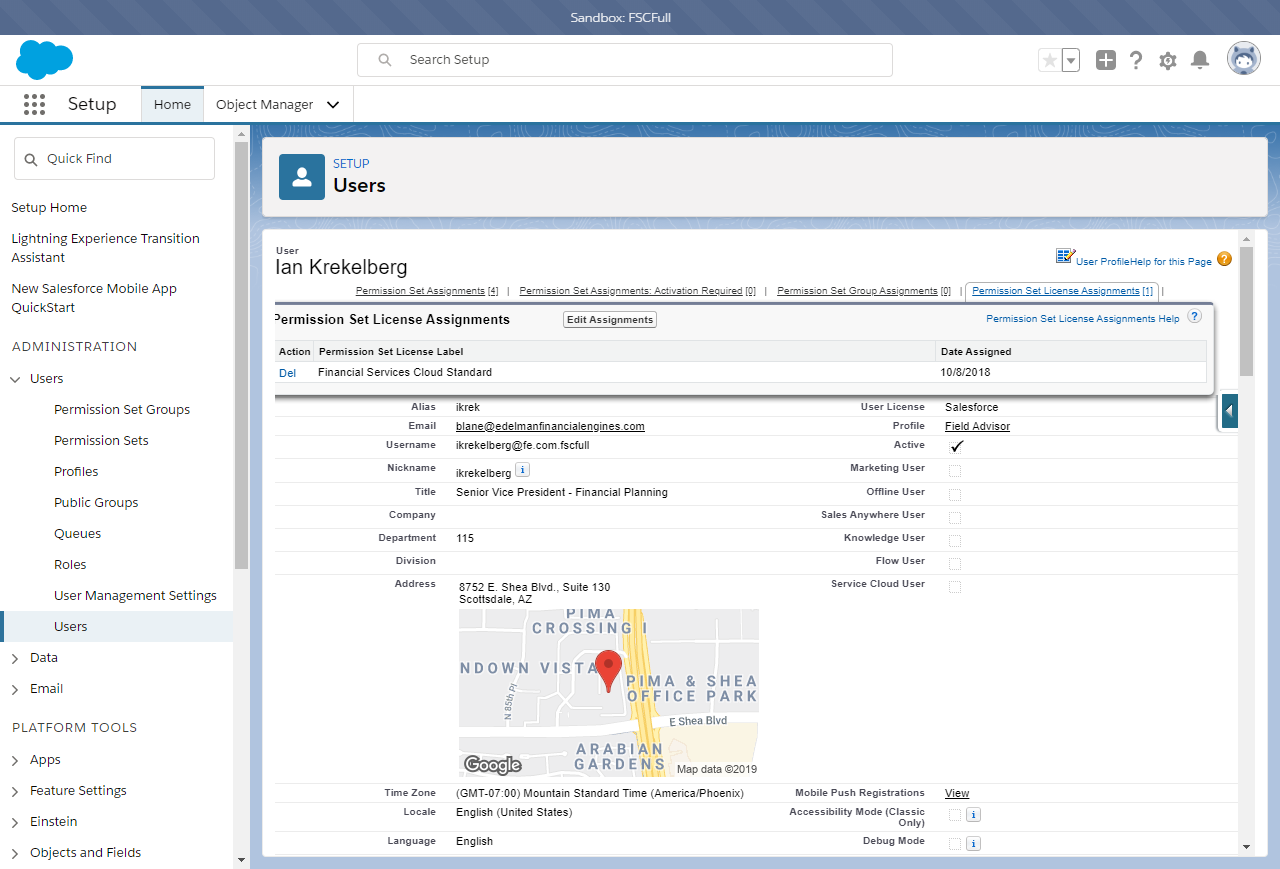 Sandbox: FSCFull
Search Setup
Setup
Home
Object Manager
Quick Find
Setup Home
Lightning Experience Transition
Assistant
New Salesforce Mobile App
QuickStart
ADMINISTRATION
Users
Permission Set Groups
Permission Sets
Profiles
Public Groups
Queues
Roles
User Management Settings
Users
Data
Email
PLATFORM TOOLS
Apps
Feature Settings
Einstein
Objects and Fields
SETUP
Users
User
Ian Krekelberg
User ProfileHelp for this Page ?
Permission Set Assignments [4] | Permission Set Assignments: Activation Required [0] | Permission Set Group Assignments [0] | Permission Set License Assignments [1] |
Permission Set License Assignments Edit Assignments Permission Set License Assignments Help ?
Action Permission Set License Label Date Assigned
Del Financial Services Cloud Standard 10/8/2018
Alias ikrek User License Salesforce
Email blane@edelmanfinancialengines.com Profile Field Advisor
Username ikrekelberg@fe.com.fscfull Active
Nickname ikrekelberg i Marketing User
Title Senior Vice President - Financial Planning Offline User
Company Sales Anywhere User
Department 115 Knowledge User
Division Flow User
Address 8752 E. Shea Blvd., Suite 130 Service Cloud User
Scottsdale, AZ
PIMA
CROSSING I
NDOWN VISTA
PIMA & SHEA
OFFICE PARK
N 85th Pl
E Shea Blvd
ARABIAN
GARDENS
Google
Map data ©2019
Time Zone (GMT-07:00) Mountain Standard Time (America/Phoenix) Mobile Push Registrations View
Locale English (United States) Accessibility Mode (Classic
Only) i
Language English Debug Mode i